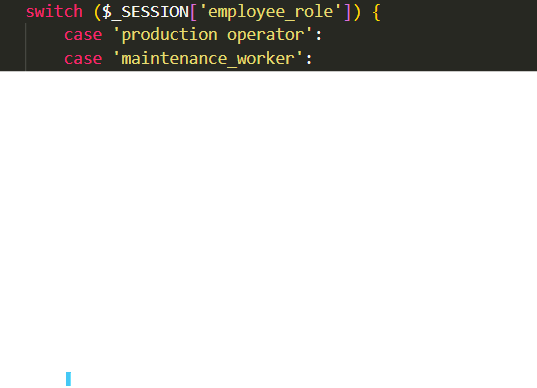 switch ($_SESSION['employee_role']) {
case 'production operator':
case 'maintenance_worker':